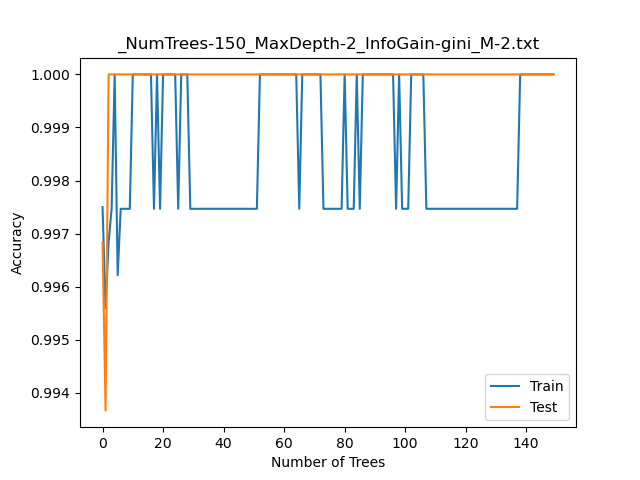 _NumTrees-150_MaxDepth-2_InfoGain-gini_M-2.txt
1.000
0.999
0.998
0.997
0.996
0.995
0.994
Accuracy
0 20 40 60 80 100 120 140
Number of Trees
Train
Test